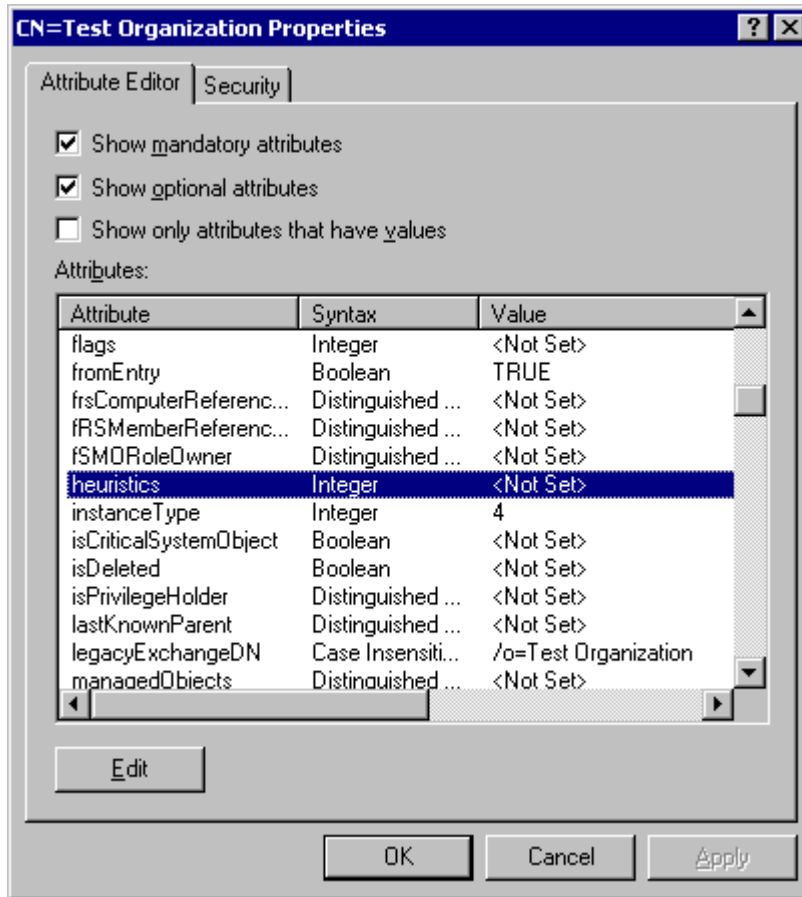 CN=Test Organization Properties
Attribute Editor Security
Show mandatory attributes
Show optional attributes
Show only attributes that have values
Attributes:
Attribute Syntax Value
flags Integer <Not Set>
fromEntry Boolean TRUE
frsComputerReferenc... Distinguished ... <Not Set>
fRSMemberReferenc... Distinguished ... <Not Set>
fSMORoleOwner Distinguished ... <Not Set>
heuristics Integer <Not Set>
instanceType Integer 4
isCriticalSystemObject Boolean <Not Set>
isDeleted Boolean <Not Set>
isPrivilegeHolder Distinguished ... <Not Set>
lastKnownParent Distinguished ... <Not Set>
legacyExchangeDN Case Insensiti... /o=Test Organization
managedObjects Distinguished ... <Not Set>
Edit
OK Cancel Apply